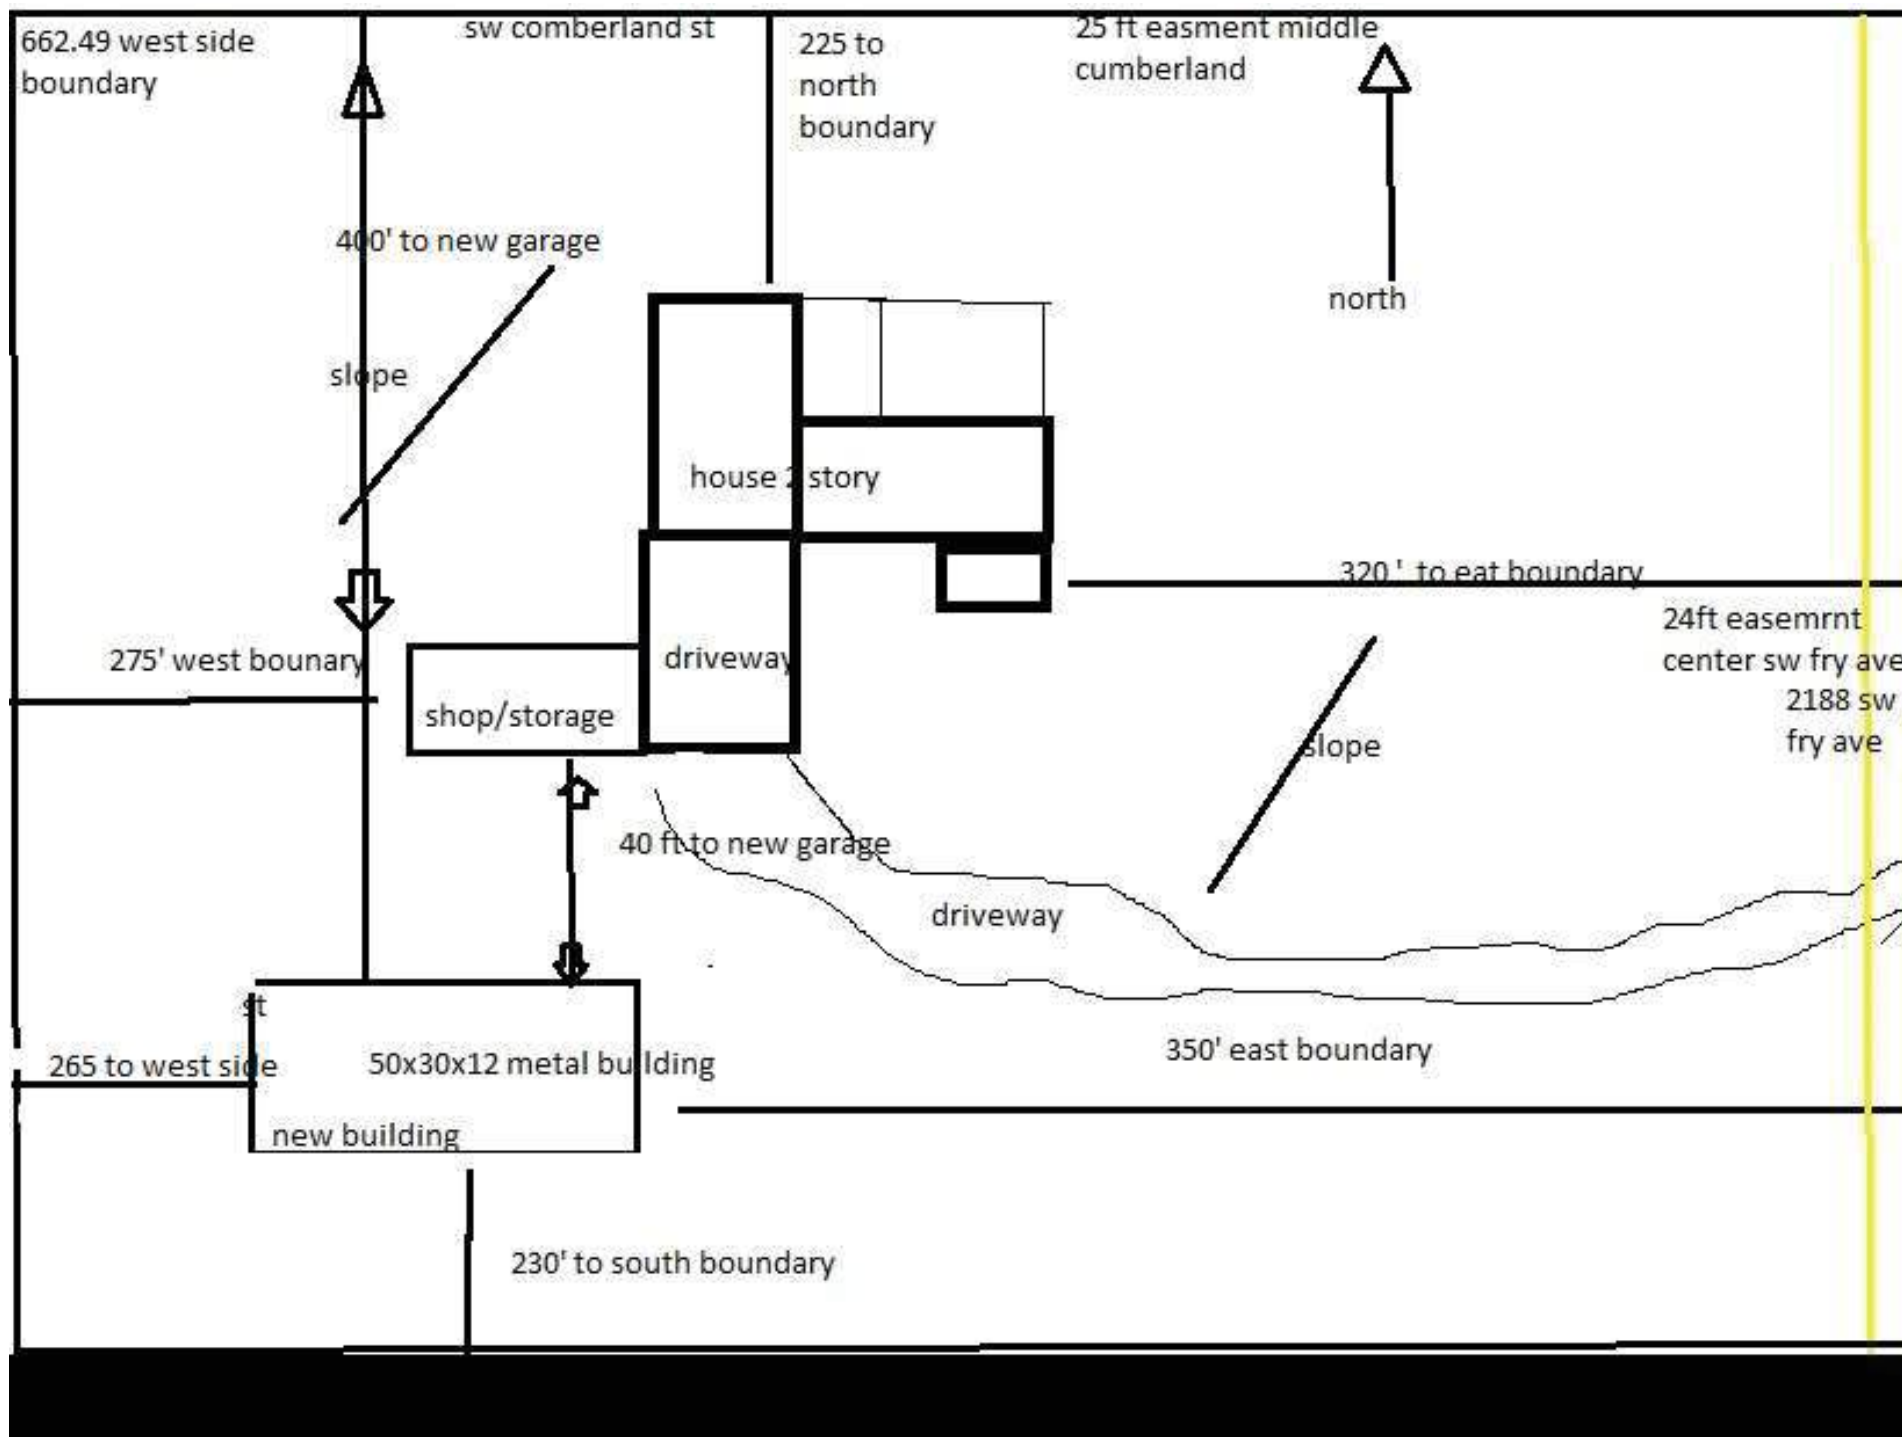 662.49 west side
boundary
sw comberland st
225 to
north
boundary
25 ft easment middle
cumberland
400' to new garage
north
slope
house 2 story
320 ' to eat boundary
24ft easemrnt
center sw fry ave
2188 sw
fry ave
275' west bounary
driveway
shop/storage
slope
40 ft to new garage
driveway
st
265 to west side
50x30x12 metal building
350' east boundary
new building
230' to south boundary